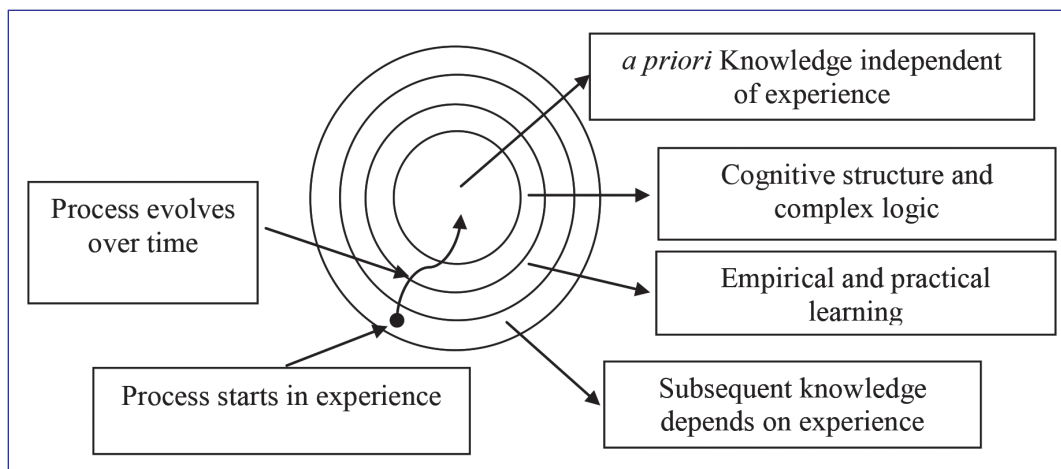 a priori Knowledge independent
of experience
Cognitive structure and
complex logic
Process evolves
over time
Empirical and practical
learning
Process starts in experience
Subsequent knowledge
depends on experience